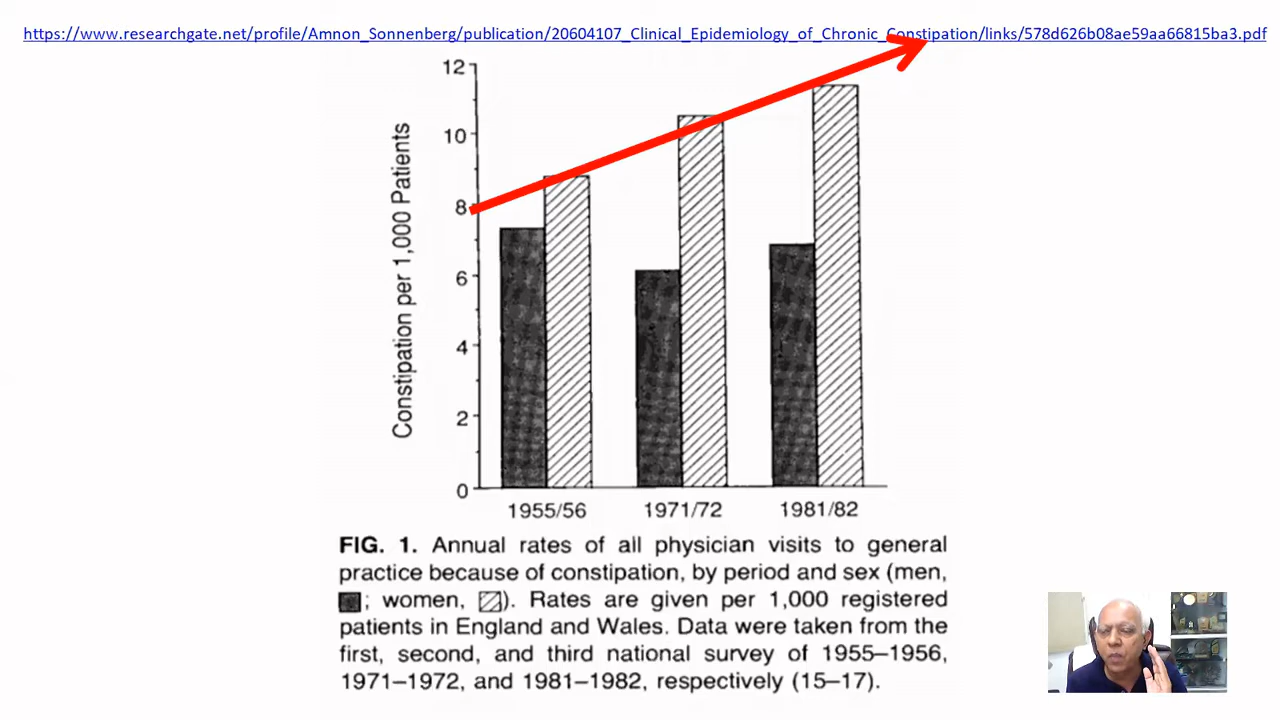 https://www.researchgate.net/profile/Amnon_Sonnenberg/publication/20604107_Clinical_Epidemiology_of_Chronic_Constipation/links/578d626b08ae59aa66815ba3.pdf
Constipation per 1,000 Patients
12
10
8
6
4
2
0
1955/56 1971/72 1981/82
FIG. 1. Annual rates of all physician visits to general
practice because of constipation, by period and sex (men,
; women, ). Rates are given per 1,000 registered
patients in England and Wales. Data were taken from the
first, second, and third national survey of 1955–1956,
1971–1972, and 1981–1982, respectively (15–17).